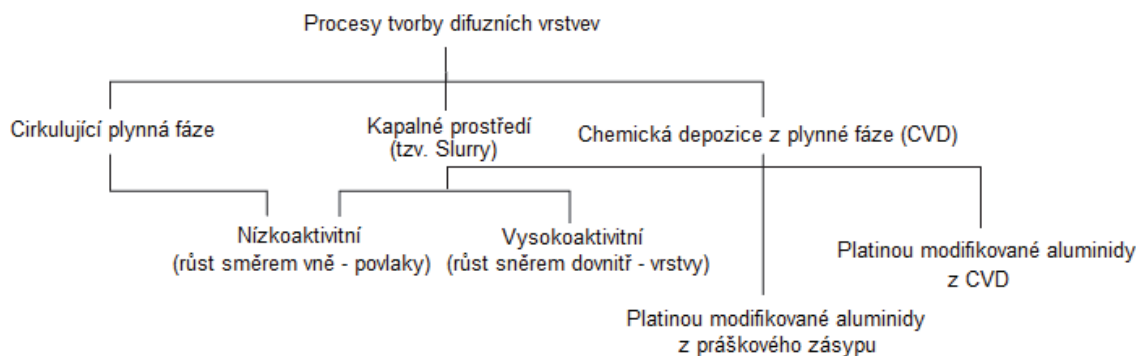 Procesy tvorby difuzních vrstvev
Cirkulující plynná fáze
Kapalné prostředí
(tzv. Slurry)
Chemická depozice z plynné fáze (CVD)
Nízkoaktivitní
(růst směrem vně - povlaky)
Vysokoaktivitní
(růst sněrem dovnitř - vrstvy)
Platinou modifikované aluminidy
z CVD
Platinou modifikované aluminidy
z práškového zásypu